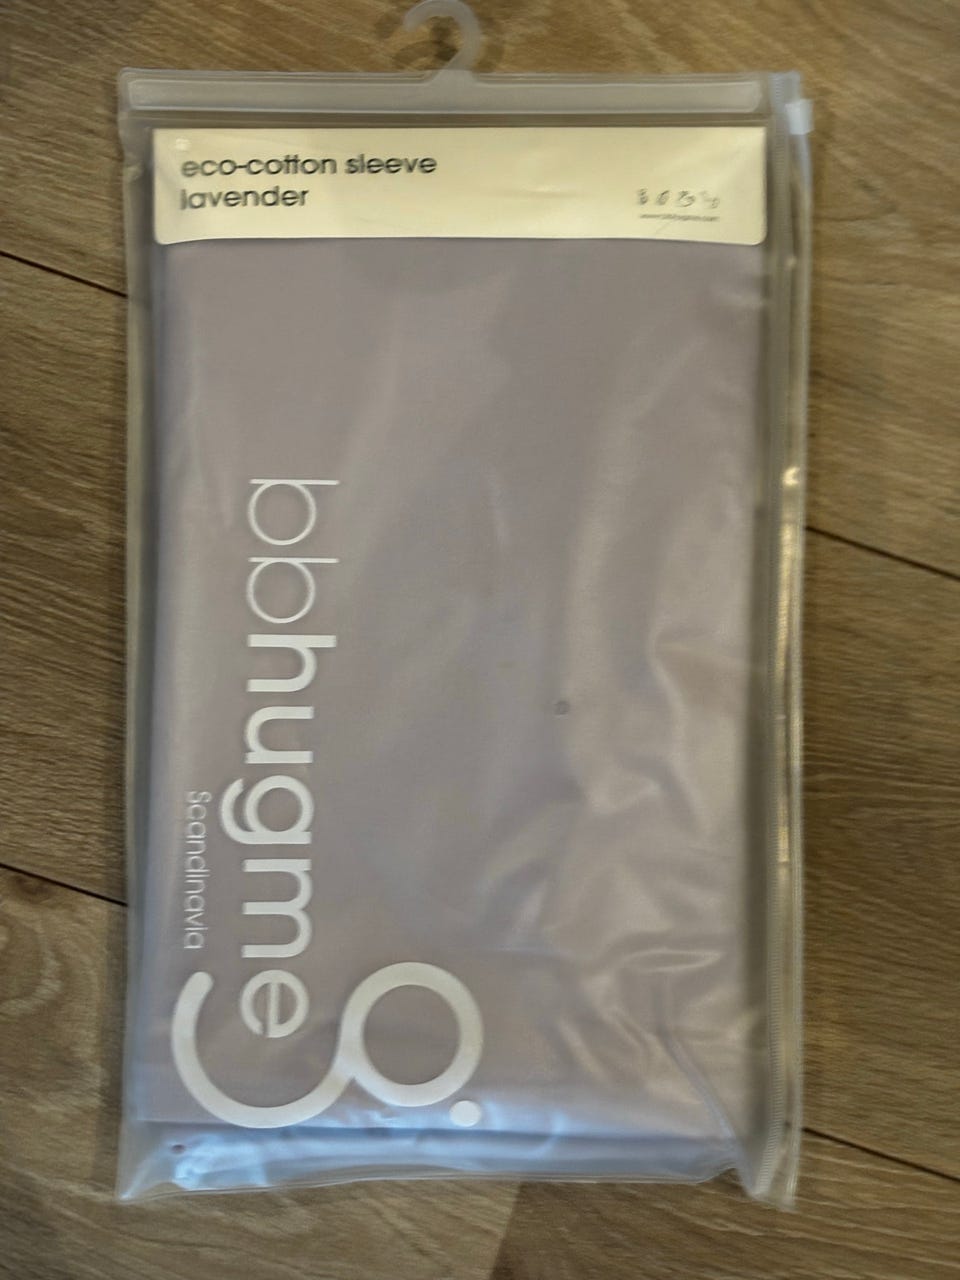 eco-cotton sleeve
lavender
bbhugme
Scandinavia